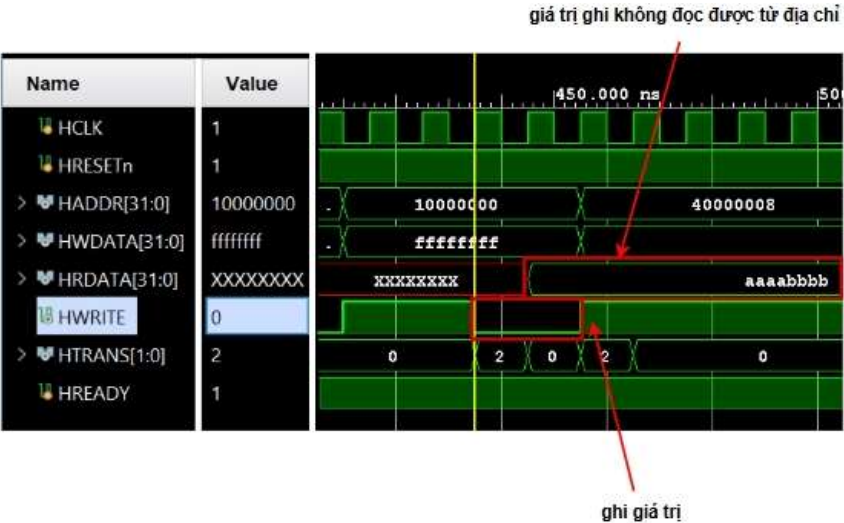 giá trị ghi không đọc được từ địa chỉ
Name Value
450.000 ns 50
HCLK 1
HRESETn 1
HADDR[31:0] 10000000 . 10000000 40000008
HWDATA[31:0] ffffffff . ffffffff
HRDATA[31:0] XXXXXXXX XXXXXXXX aaaabbbb
HWRITE 0
HTRANS[1:0] 2 0 2 0 2 0
HREADY 1
ghi giá trị